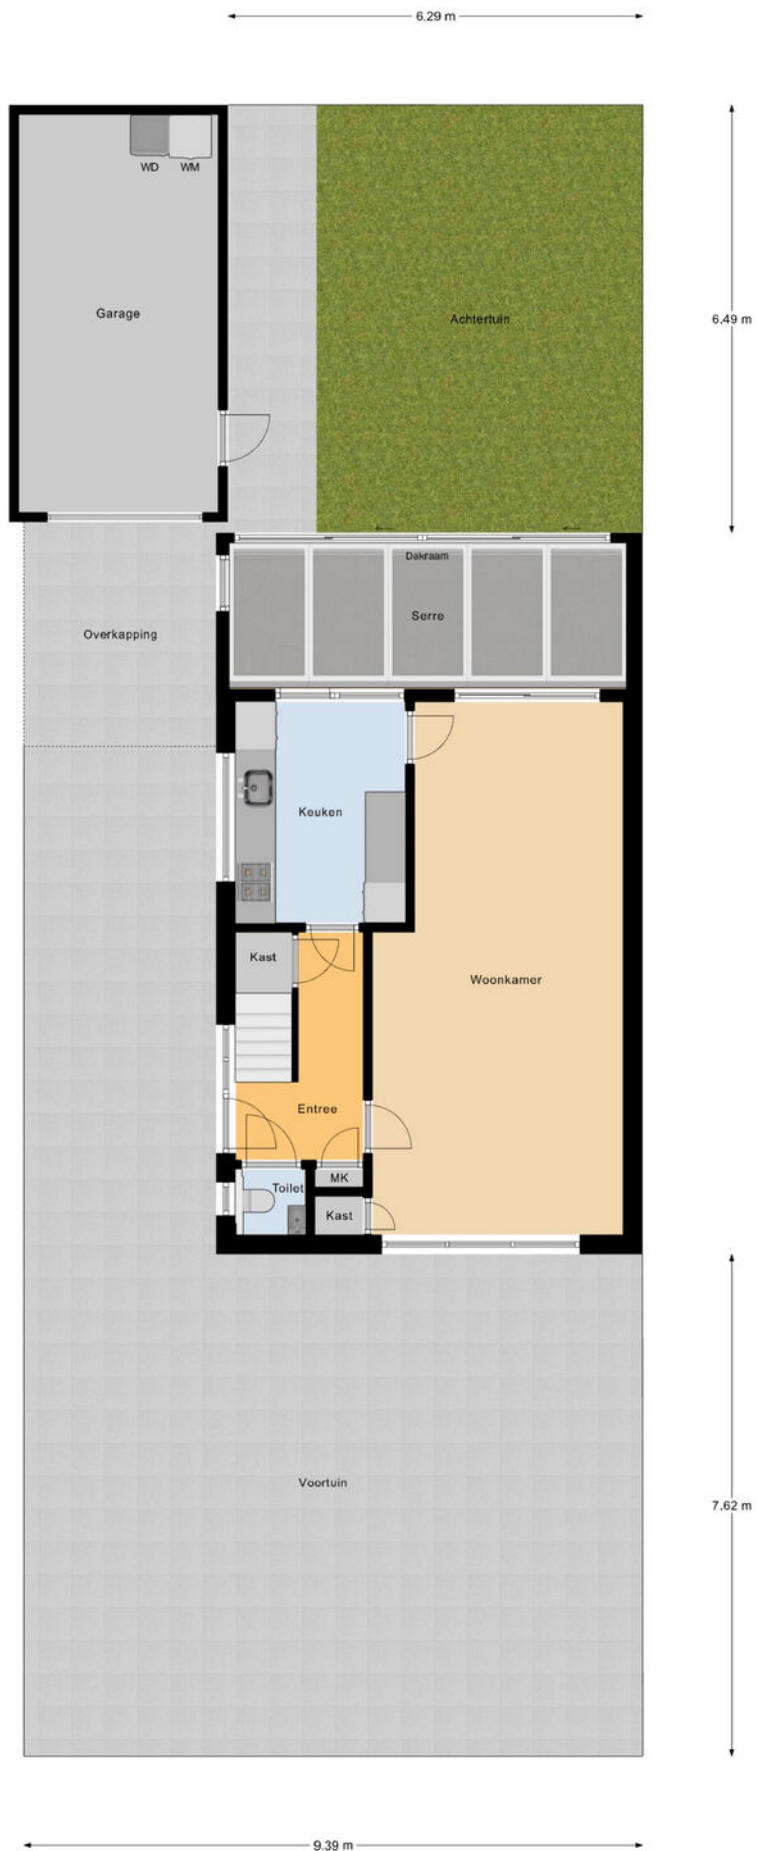 6.29 m
WD WM
Garage
Achtertuin
6.49 m
Dakraam
Serre
Overkapping
Keuken
Kast
Woonkamer
Entree
MK
Toilet
Kast
Voortuin
7.62 m
9.39 m